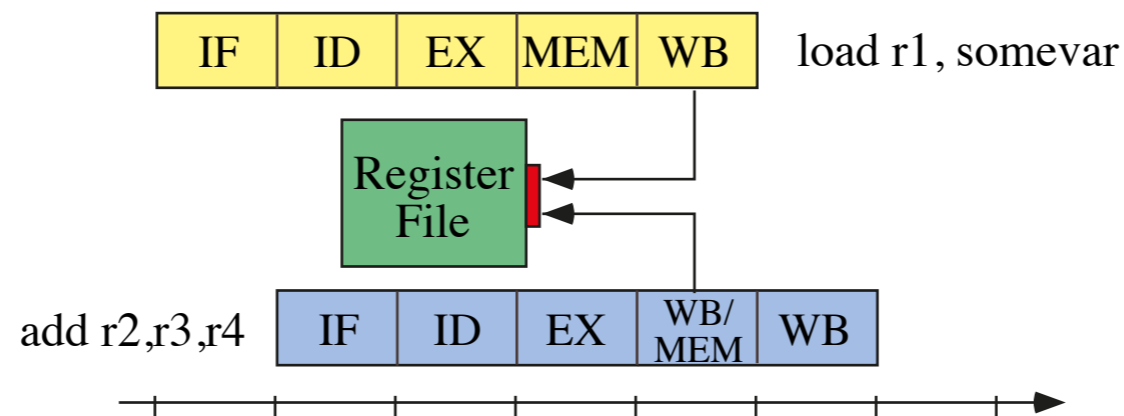 IF ID EX MEM WB load r1, somevar
Register
File
add r2,r3,r4 IF ID EX WB/
MEM WB